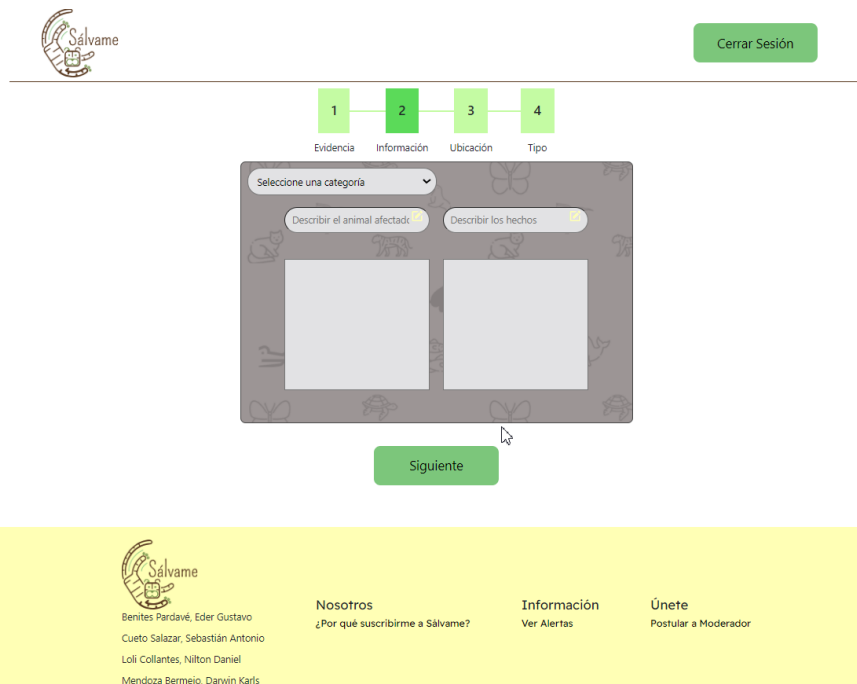 Sálvame
Cerrar Sesión
1 2 3 4
Evidencia Información Ubicación Tipo
Seleccione una categoría
Describir el animal afectado Describir los hechos
Siguiente
Sálvame
Benites Pardavé, Eder Gustavo
Cueto Salazar, Sebastián Antonio
Loli Collantes, Nilton Daniel
Mendoza Bermejo, Darwin Karls
Nosotros
¿Por qué suscribirme a Sálvame?
Información
Ver Alertas
Únete
Postular a Moderador